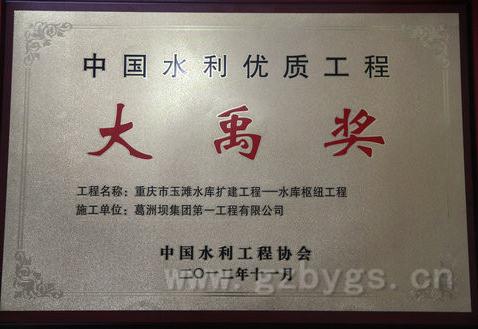 中国水利优质工程
大禹奖
工程名称：重庆市玉滩水库扩建工程一水库枢纽工程
施工单位：葛洲坝集团第一工程有限公司
中国水利工程协会
二〇一二年十一月
www.gzbygs.cn